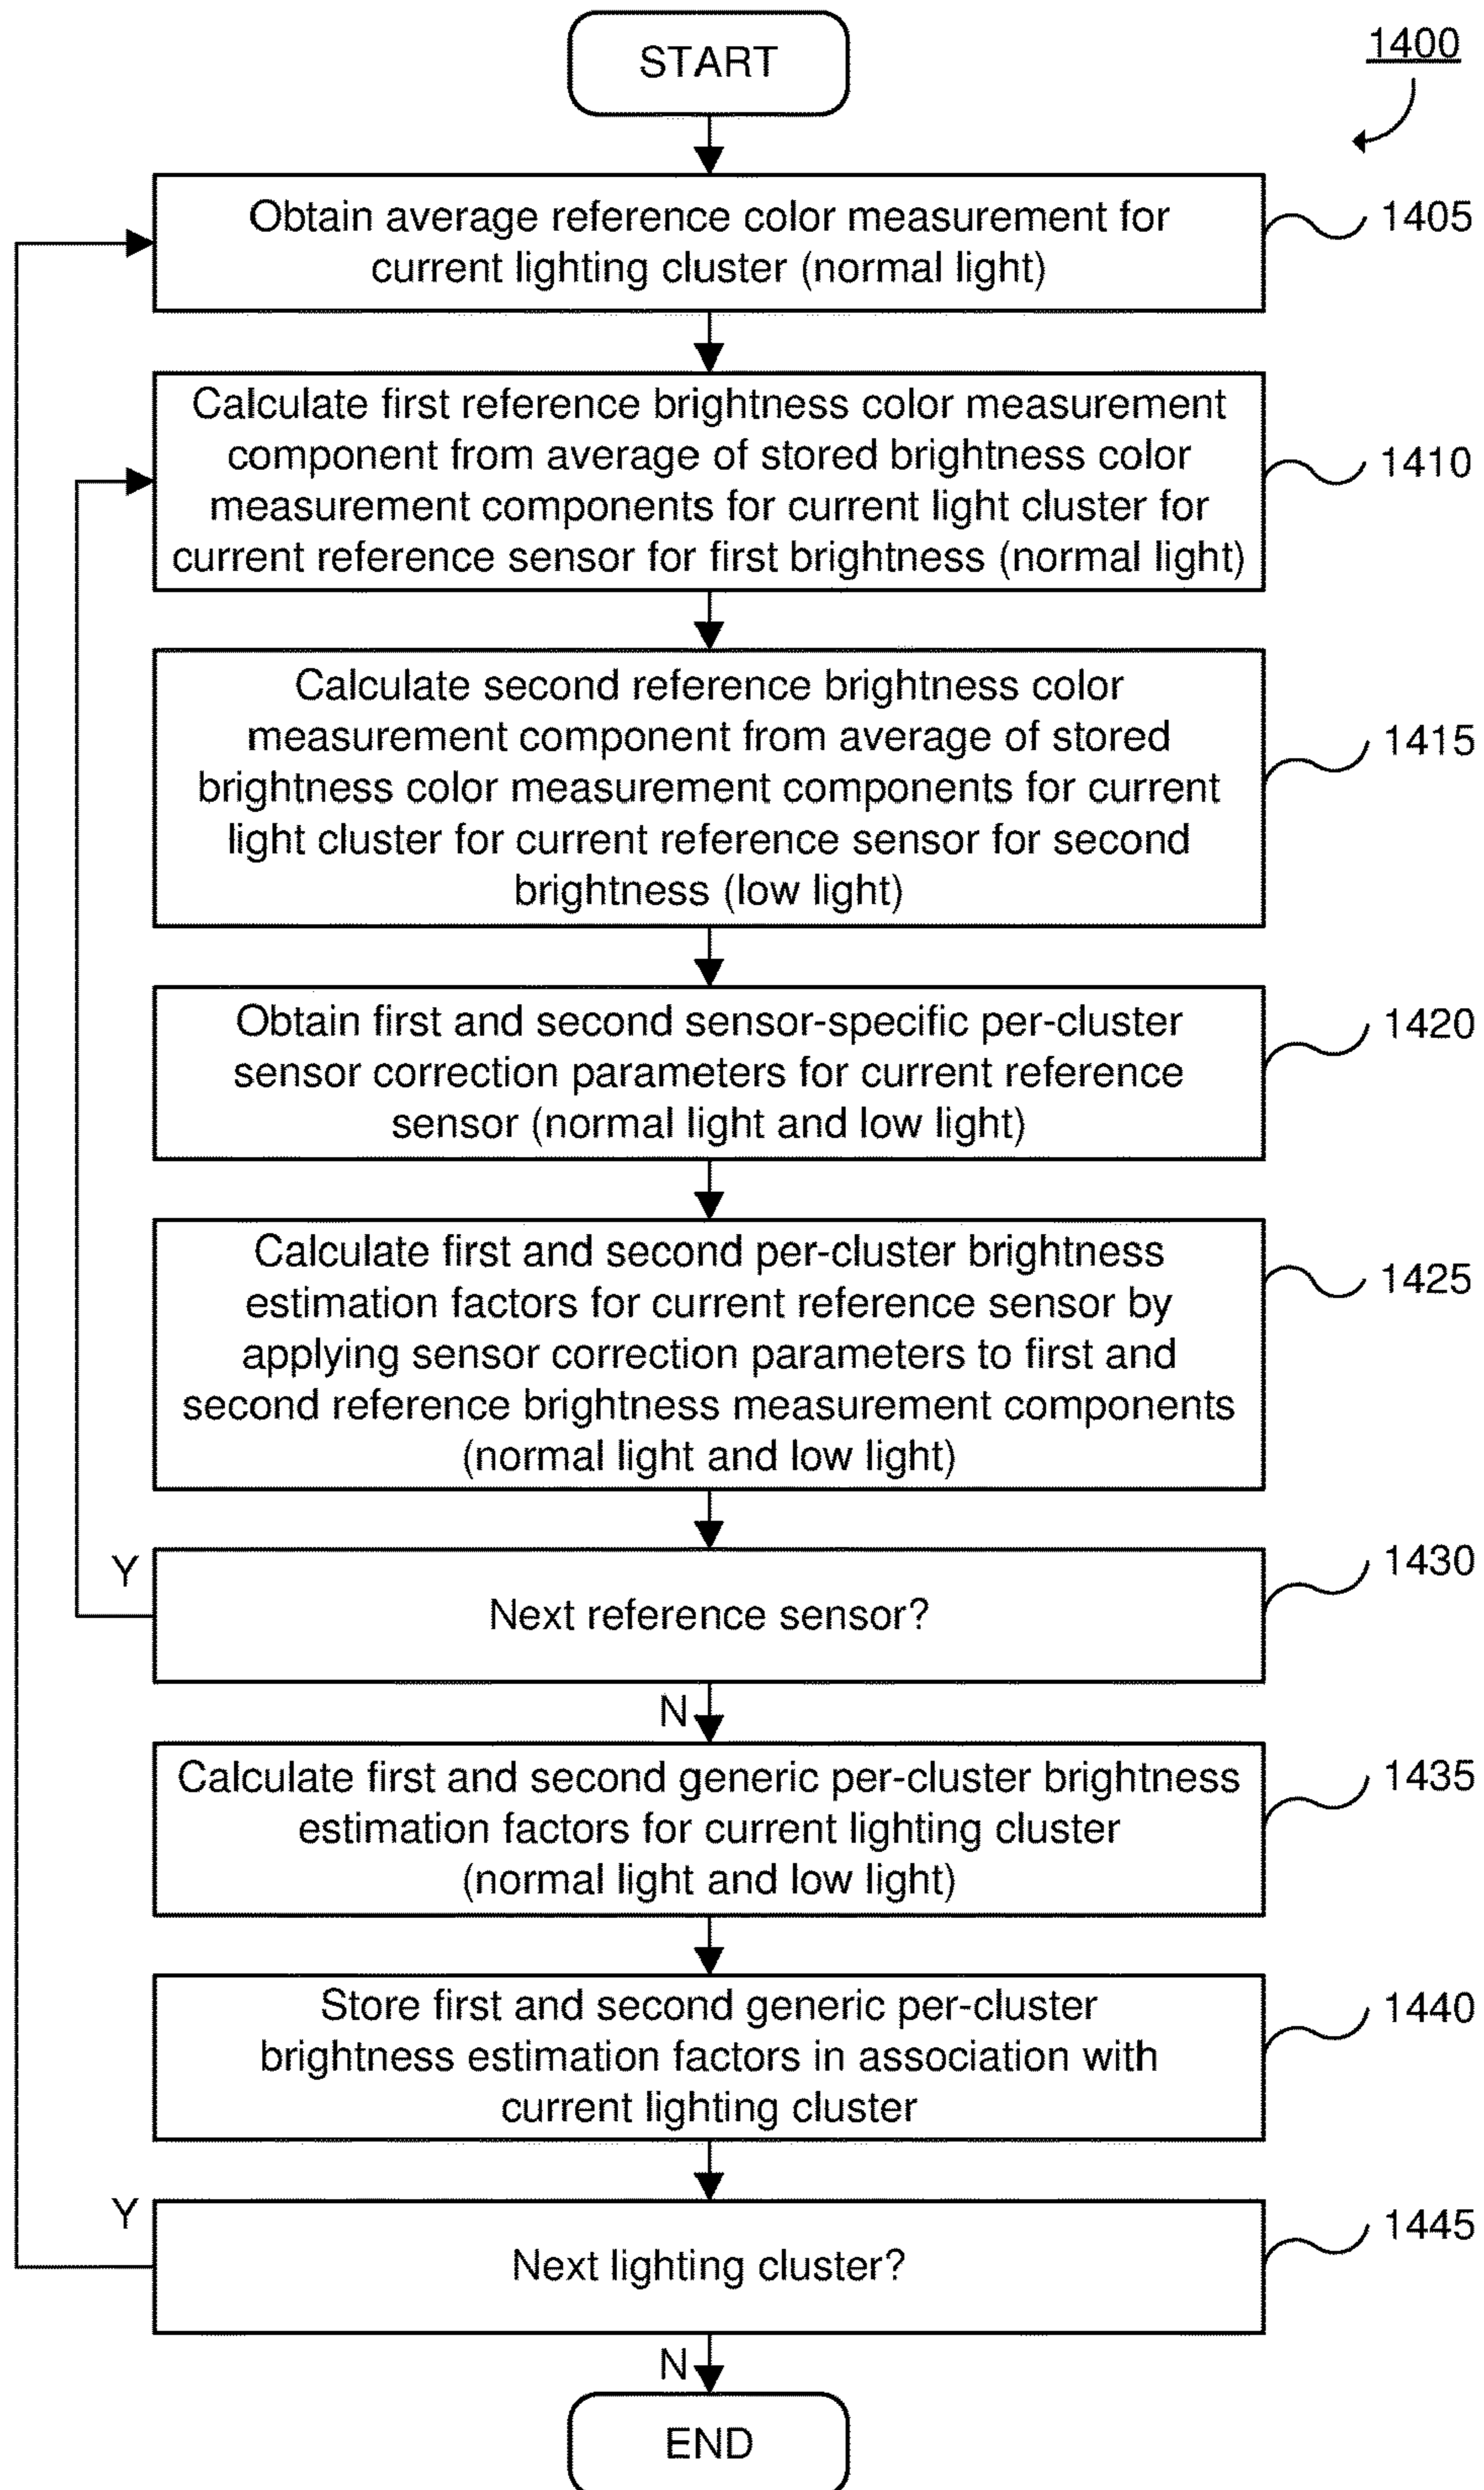 START
1400
Obtain average reference color measurement for
current lighting cluster (normal light)
1405
Calculate first reference brightness color measurement
component from average of stored brightness color
measurement components for current light cluster for
current reference sensor for first brightness (normal light)
1410
Calculate second reference brightness color
measurement component from average of stored
brightness color measurement components for current
light cluster for current reference sensor for second
brightness (low light)
1415
Obtain first and second sensor-specific per-cluster
sensor correction parameters for current reference
sensor (normal light and low light)
1420
Calculate first and second per-cluster brightness
estimation factors for current reference sensor by
applying sensor correction parameters to first and
second reference brightness measurement components
(normal light and low light)
1425
Y
Next reference sensor?
1430
N
Calculate first and second generic per-cluster brightness
estimation factors for current lighting cluster
(normal light and low light)
1435
Store first and second generic per-cluster
brightness estimation factors in association with
current lighting cluster
1440
Y
Next lighting cluster?
1445
N
END